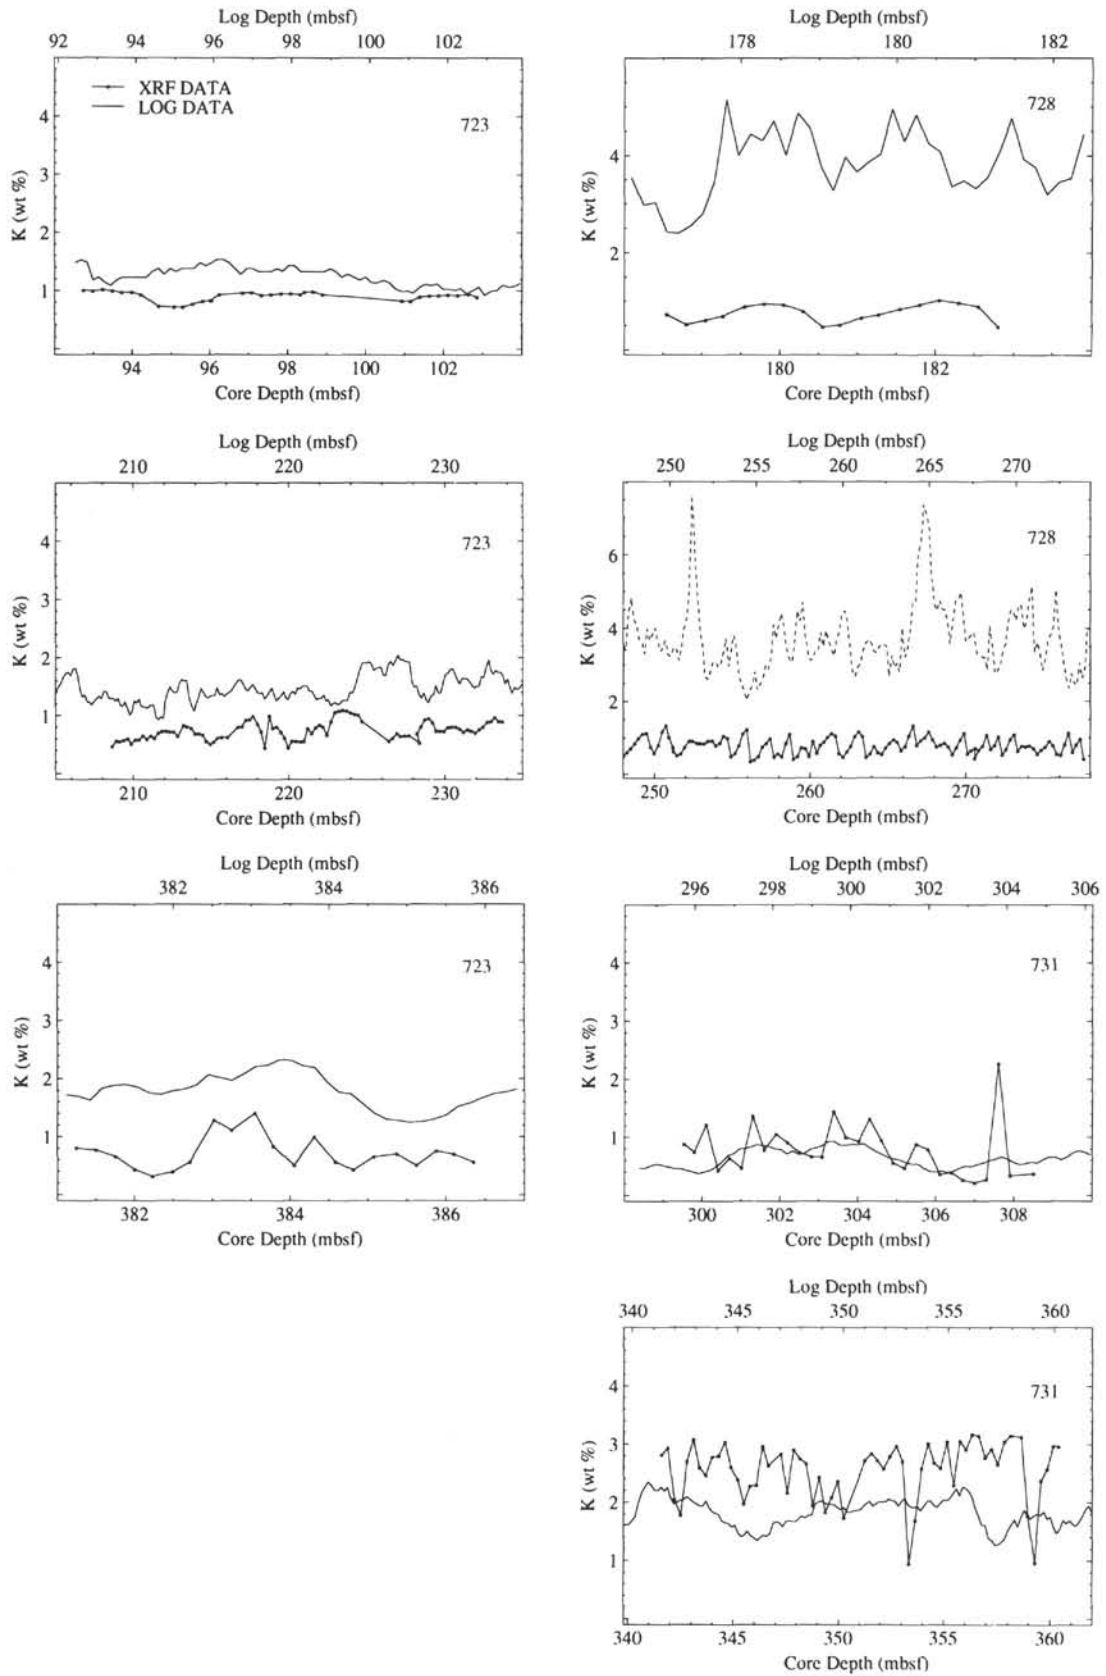 Log Depth (mbsf)
92 94 96 98 100 102
XRF DATA
LOG DATA
723
4
3
2
1
K (wt %)
94 96 98 100 102
Core Depth (mbsf)
Log Depth (mbsf)
178 180 182
728
4
2
K (wt %)
180 182
Core Depth (mbsf)
Log Depth (mbsf)
210 220 230
723
4
3
2
1
K (wt %)
210 220 230
Core Depth (mbsf)
Log Depth (mbsf)
250 255 260 265 270
728
6
4
2
K (wt %)
250 260 270
Core Depth (mbsf)
Log Depth (mbsf)
382 384 386
723
4
3
2
1
K (wt %)
382 384 386
Core Depth (mbsf)
Log Depth (mbsf)
296 298 300 302 304 306
731
4
3
2
1
K (wt %)
300 302 304 306 308
Core Depth (mbsf)
Log Depth (mbsf)
340 345 350 355 360
731
4
3
2
1
K (wt %)
340 345 350 355 360
Core Depth (mbsf)